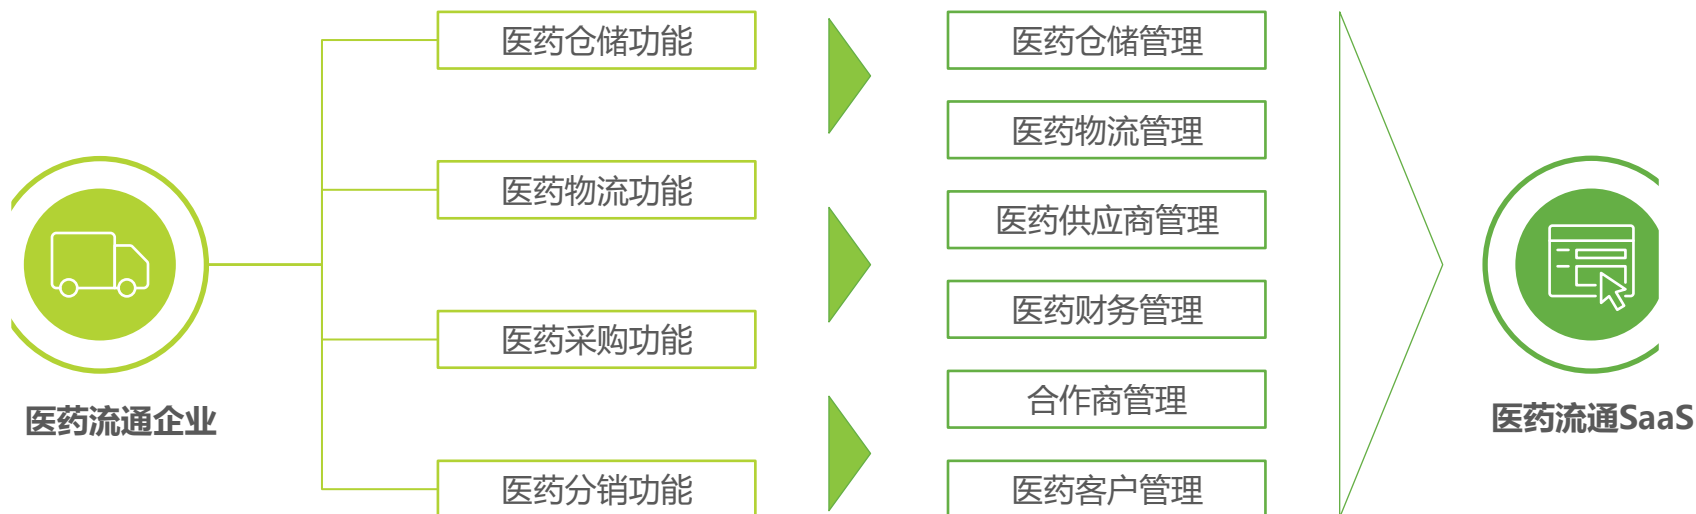 医药仓储功能
医药物流功能
医药采购功能
医药分销功能
医药仓储管理
医药物流管理
医药供应商管理
医药财务管理
合作商管理
医药客户管理
医药流通企业
医药流通SaaS